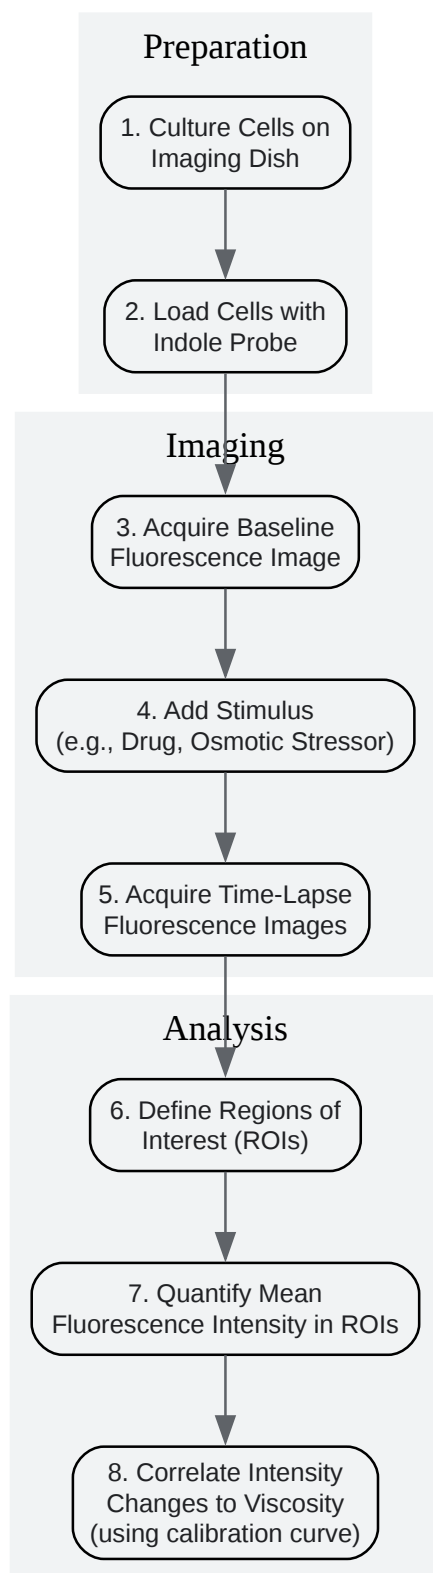 Preparation
1. Culture Cells on
Imaging Dish
2. Load Cells with
Indole Probe
Imaging
3. Acquire Baseline
Fluorescence Image
4. Add Stimulus
(e.g., Drug, Osmotic Stressor)
5. Acquire Time-Lapse
Fluorescence Images
Analysis
6. Define Regions of
Interest (ROIs)
7. Quantify Mean
Fluorescence Intensity in ROIs
8. Correlate Intensity
Changes to Viscosity
(using calibration curve)